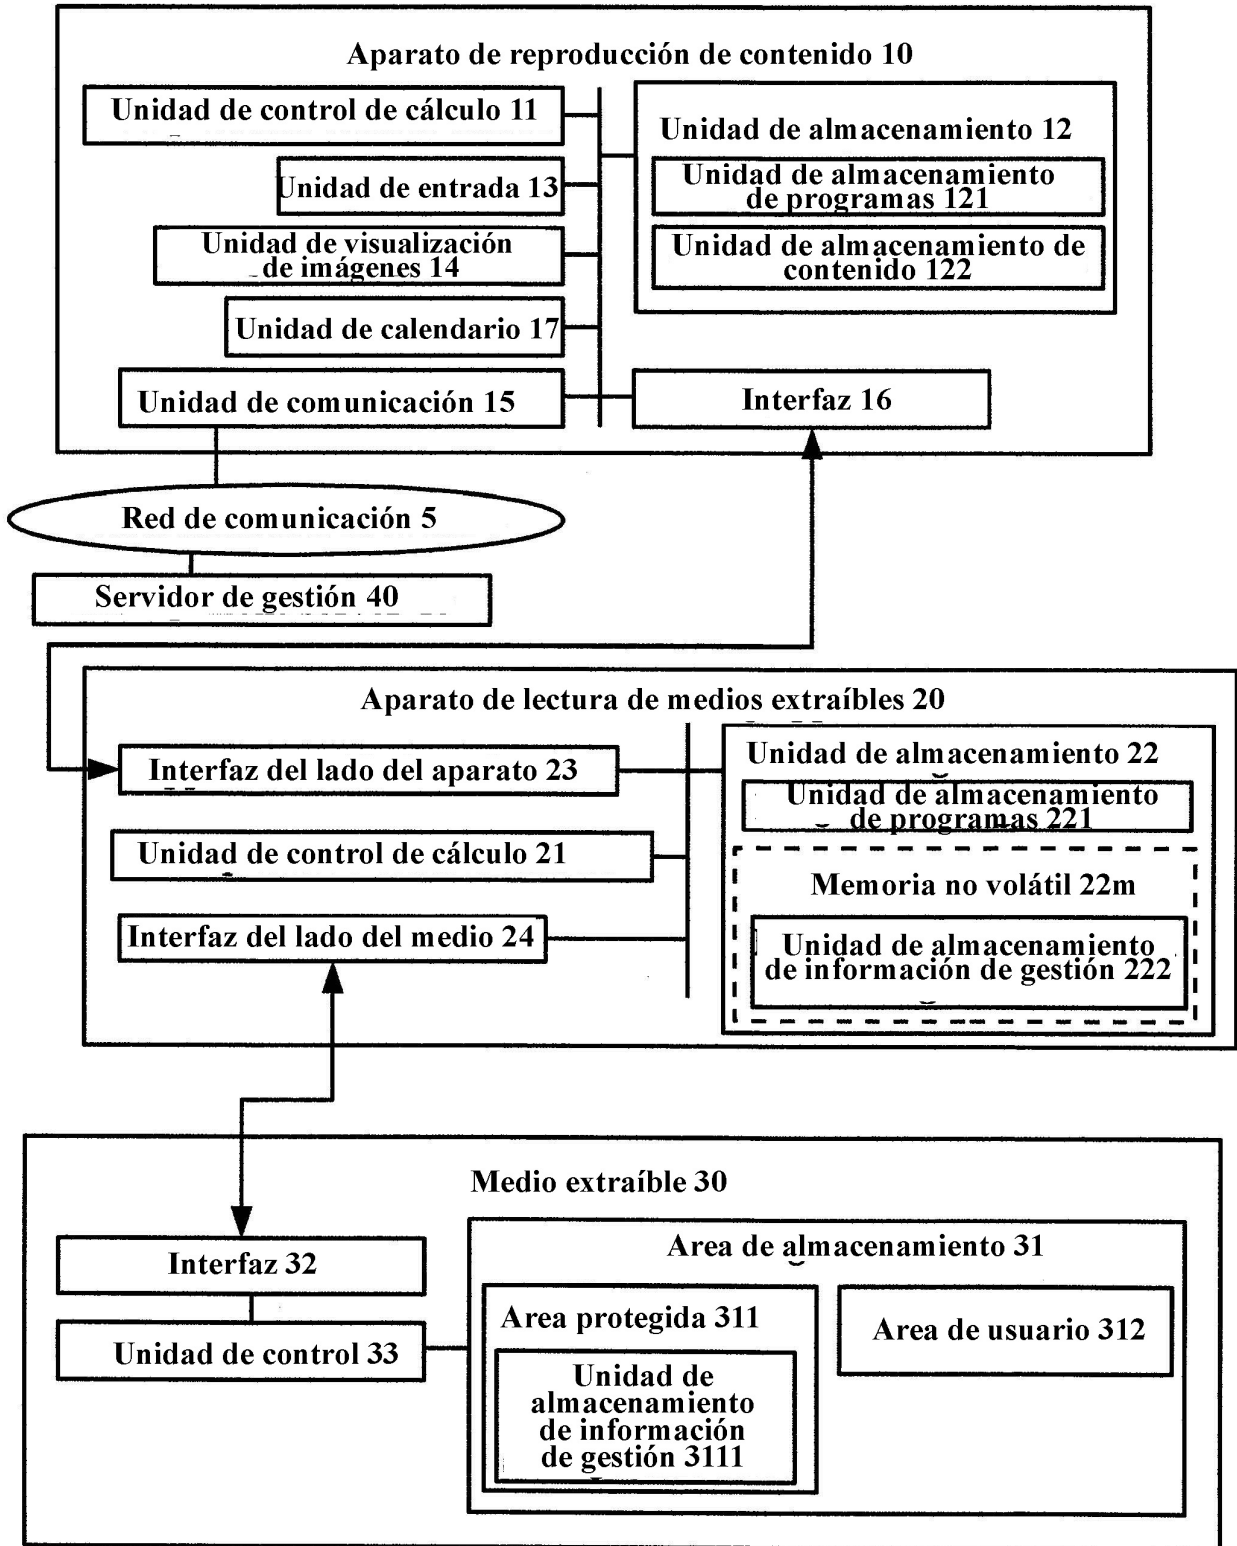 Aparato de reproducción de contenido 10
Unidad de control de cálculo 11
Unidad de almacenamiento 12
Unidad de almacenamiento
de programas 121
Unidad de entrada 13
Unidad de visualización
de imágenes 14
Unidad de almacenamiento de
contenido 122
Unidad de calendario 17
Unidad de comunicación 15
Interfaz 16
Red de comunicación 5
Servidor de gestión 40
Aparato de lectura de medios extraíbles 20
Interfaz del lado del aparato 23
Unidad de almacenamiento 22
Unidad de almacenamiento
de programas 221
Unidad de control de cálculo 21
Memoria no volátil 22m
Interfaz del lado del medio 24
Unidad de almacenamiento
de información de gestión 222
Medio extraíble 30
Interfaz 32
Area de almacenamiento 31
Area protegida 311
Area de usuario 312
Unidad de control 33
Unidad de
almacenamiento
de información
de gestión 3111